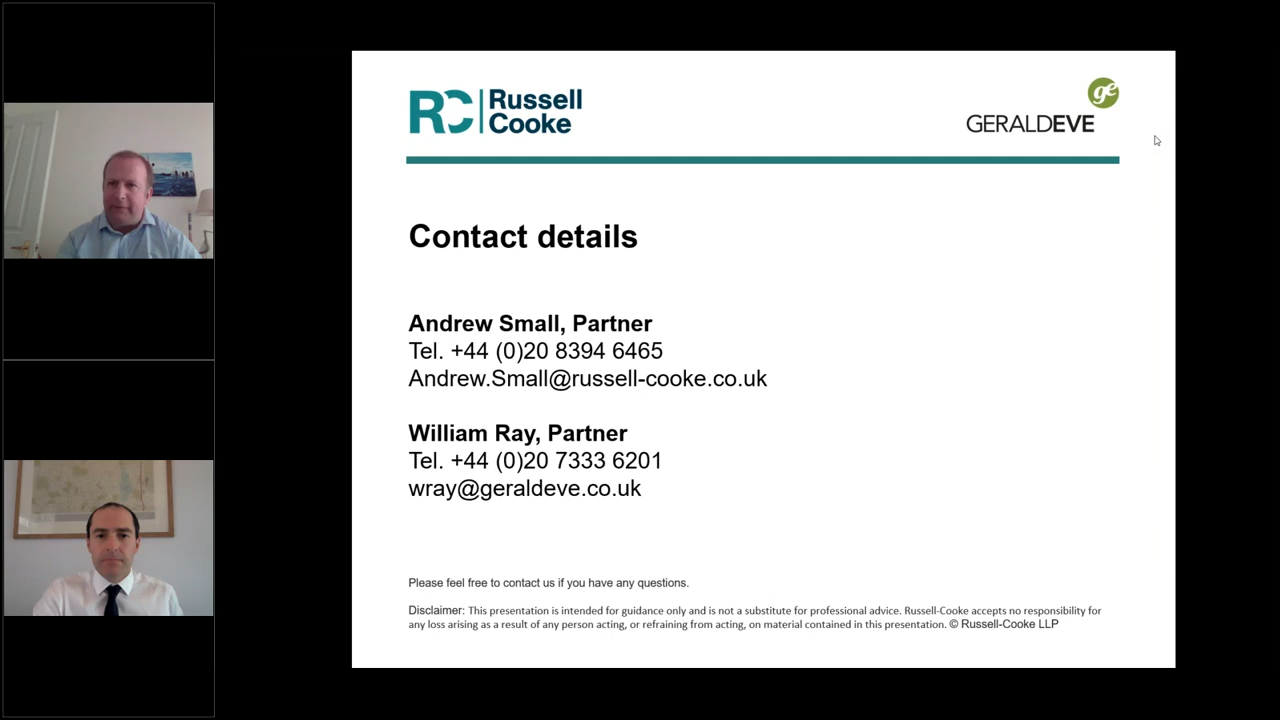 RC Russell
Cooke
ge
GERALDEVE
Contact details
Andrew Small, Partner
Tel. +44 (0)20 8394 6465
Andrew.Small@russell-cooke.co.uk
William Ray, Partner
Tel. +44 (0)20 7333 6201
wray@geraldeve.co.uk
Please feel free to contact us if you have any questions.
Disclaimer: This presentation is intended for guidance only and is not a substitute for professional advice. Russell-Cooke accepts no responsibility for
any loss arising as a result of any person acting, or refraining from acting, on material contained in this presentation. © Russell-Cooke LLP